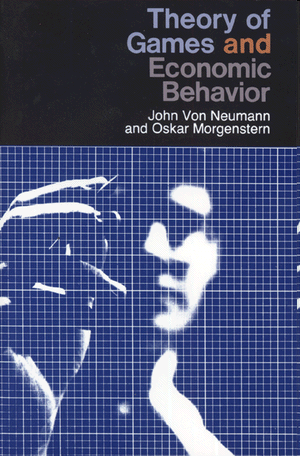 Theory of
Games and
Economic
Behavior
John Von Neumann
and Oskar Morgenstern